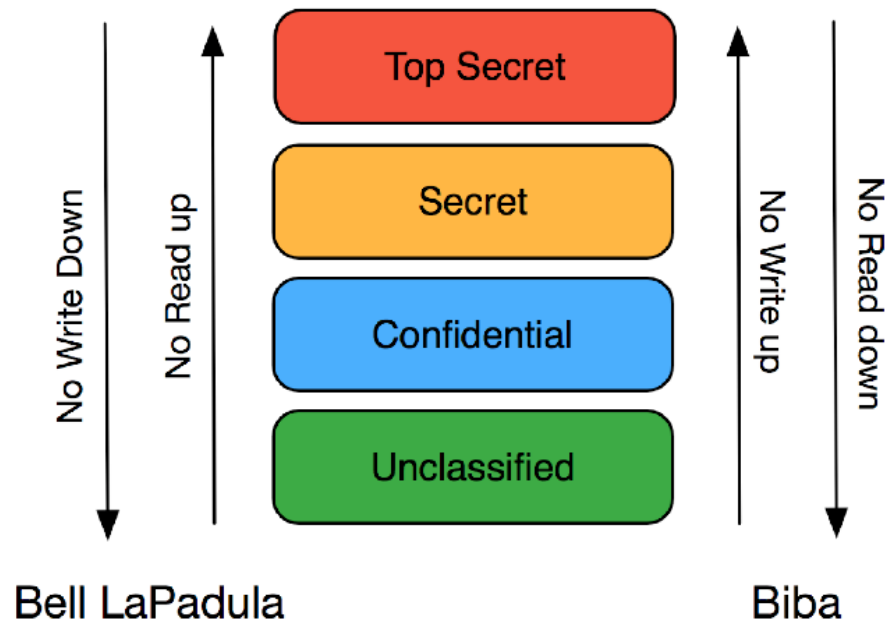 Top Secret
Secret
Confidential
Unclassified
No Write Down
No Read up
No Write up
No Read down
Bell LaPadula
Biba